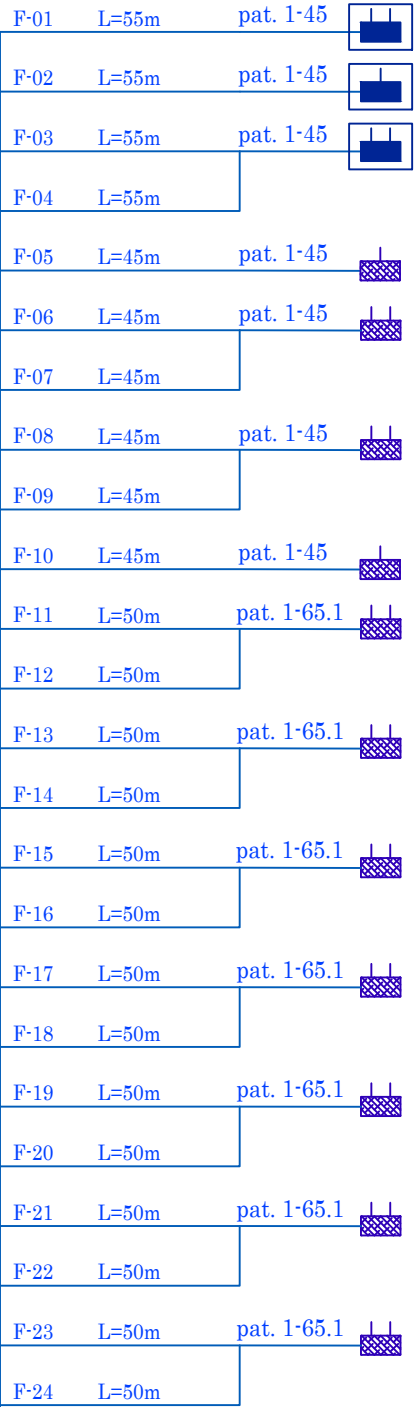 F-01 L=55m pat. 1-45
F-02 L=55m pat. 1-45
F-03 L=55m pat. 1-45
F-04 L=55m
F-05 L=45m pat. 1-45
F-06 L=45m pat. 1-45
F-07 L=45m
F-08 L=45m pat. 1-45
F-09 L=45m
F-10 L=45m pat. 1-45
F-11 L=50m pat. 1-65.1
F-12 L=50m
F-13 L=50m pat. 1-65.1
F-14 L=50m
F-15 L=50m pat. 1-65.1
F-16 L=50m
F-17 L=50m pat. 1-65.1
F-18 L=50m
F-19 L=50m pat. 1-65.1
F-20 L=50m
F-21 L=50m pat. 1-65.1
F-22 L=50m
F-23 L=50m pat. 1-65.1
F-24 L=50m